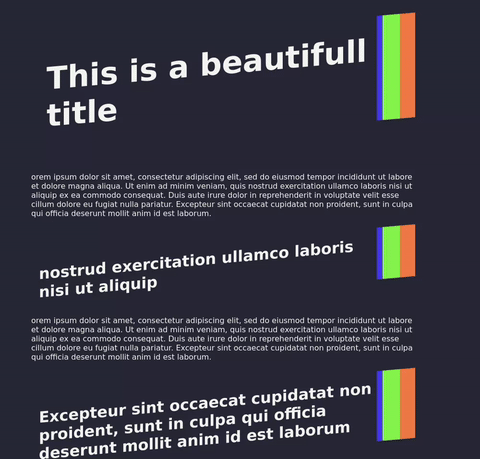 This is a beautifull
title
orem ipsum dolor sit amet, consectetur adipiscing elit, sed do eiusmod tempor incididunt ut labore
et dolore magna aliqua. Ut enim ad minim veniam, quis nostrud exercitation ullamco laboris nisi ut
aliquip ex ea commodo consequat. Duis aute irure dolor in reprehenderit in voluptate velit esse
cillum dolore eu fugiat nulla pariatur. Excepteur sint occaecat cupidatat non proident, sunt in culpa
qui officia deserunt mollit anim id est laborum.
nostrud exercitation ullamco laboris
nisi ut aliquip
orem ipsum dolor sit amet, consectetur adipiscing elit, sed do eiusmod tempor incididunt ut labore
et dolore magna aliqua. Ut enim ad minim veniam, quis nostrud exercitation ullamco laboris nisi ut
aliquip ex ea commodo consequat. Duis aute irure dolor in reprehenderit in voluptate velit esse
cillum dolore eu fugiat nulla pariatur. Excepteur sint occaecat cupidatat non proident, sunt in culpa
qui officia deserunt mollit anim id est laborum.
Excepteur sint occaecat cupidatat non
proident, sunt in culpa qui officia
deserunt mollit anim id est laborum